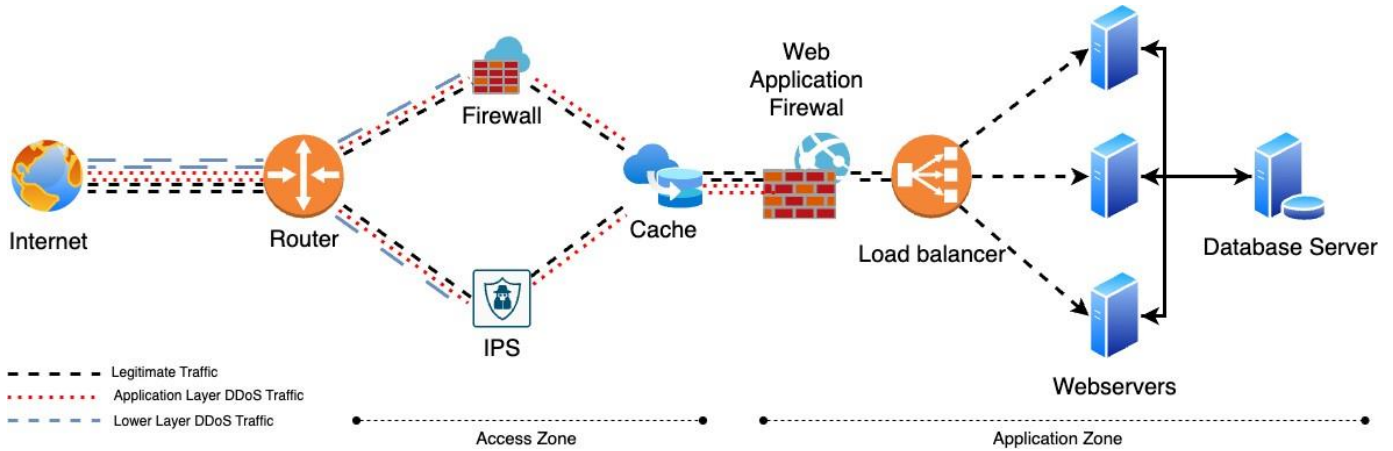 Internet
Router
Firewall
IPS
Cache
Web
Application
Firewal
Load balancer
Webservers
Database Server
Legitimate Traffic
Application Layer DDoS Traffic
Lower Layer DDoS Traffic
Access Zone
Application Zone